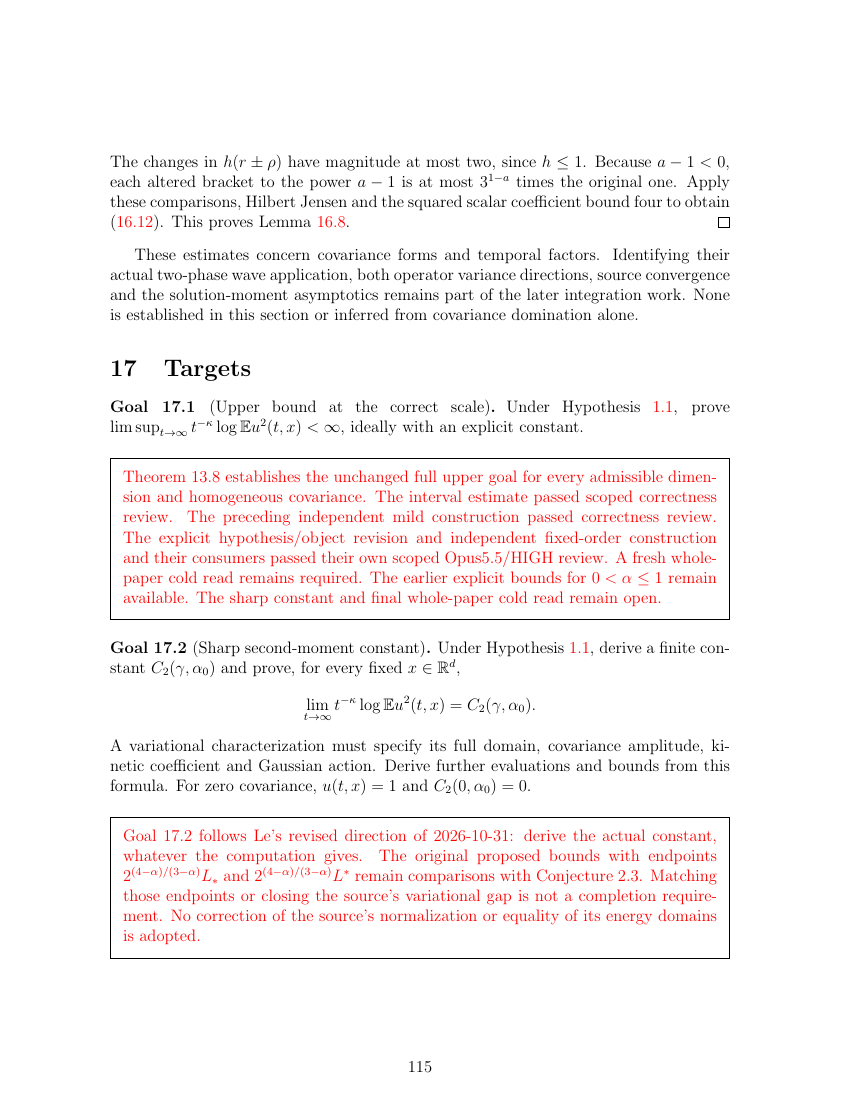 The changes in h(r ± ρ) have magnitude at most two, since h ≤ 1. Because a − 1 < 0,
each altered bracket to the power a − 1 is at most 3^{1−a} times the original one. Apply
these comparisons, Hilbert Jensen and the squared scalar coefficient bound four to obtain
(16.12). This proves Lemma 16.8. □
These estimates concern covariance forms and temporal factors. Identifying their
actual two-phase wave application, both operator variance directions, source convergence
and the solution-moment asymptotics remains part of the later integration work. None
is established in this section or inferred from covariance domination alone.
17 Targets
Goal 17.1 (Upper bound at the correct scale). Under Hypothesis 1.1, prove
lim sup_{t→∞} t^{−κ} log 𝔼u²(t, x) < ∞, ideally with an explicit constant.
Theorem 13.8 establishes the unchanged full upper goal for every admissible dimen-
sion and homogeneous covariance. The interval estimate passed scoped correctness
review. The preceding independent mild construction passed correctness review.
The explicit hypothesis/object revision and independent fixed-order construction
and their consumers passed their own scoped Opus5.5/HIGH review. A fresh whole-
paper cold read remains required. The earlier explicit bounds for 0 < α ≤ 1 remain
available. The sharp constant and final whole-paper cold read remain open.
Goal 17.2 (Sharp second-moment constant). Under Hypothesis 1.1, derive a finite con-
stant C₂(γ, α₀) and prove, for every fixed x ∈ ℝ^d,
lim_{t→∞} t^{−κ} log 𝔼u²(t, x) = C₂(γ, α₀).
A variational characterization must specify its full domain, covariance amplitude, ki-
netic coefficient and Gaussian action. Derive further evaluations and bounds from this
formula. For zero covariance, u(t, x) = 1 and C₂(0, α₀) = 0.
Goal 17.2 follows Le's revised direction of 2026-10-31: derive the actual constant,
whatever the computation gives. The original proposed bounds with endpoints
2^{(4−α)/(3−α)}L_* and 2^{(4−α)/(3−α)}L^* remain comparisons with Conjecture 2.3. Matching
those endpoints or closing the source's variational gap is not a completion require-
ment. No correction of the source's normalization or equality of its energy domains
is adopted.
115